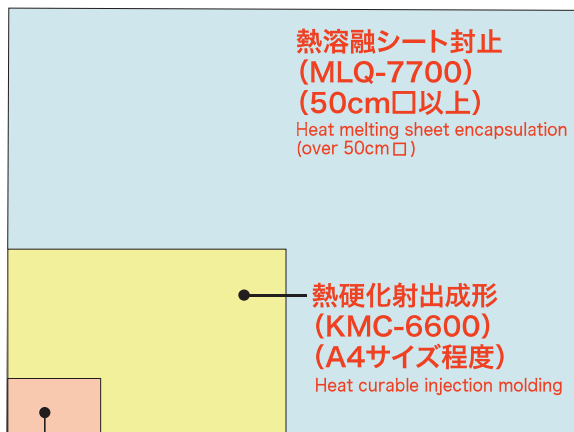 熱溶融シート封止
（MLQ-7700）
（50cm□以上）
Heat melting sheet encapsulation
(over 50cm□)
熱硬化射出成形
（KMC-6600）
（A4サイズ程度）
Heat curable injection molding